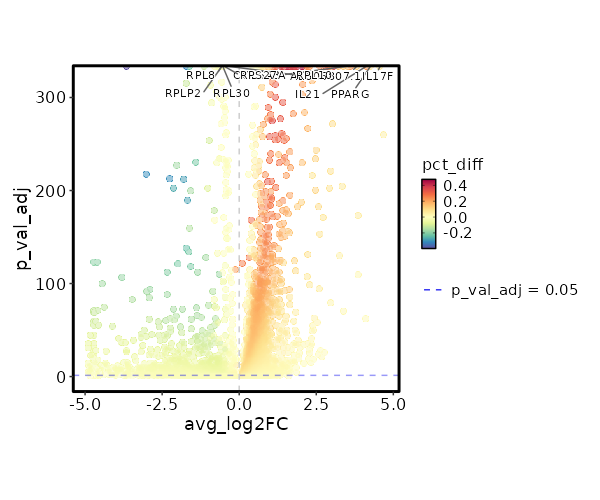 RPL8
RPL10
IL17F
RPLP2
RPL30
IL21
PPARG
pct_diff
0.4
0.2
0.0
-0.2
p_val_adj = 0.05
p_val_adj
300
200
100
0
-5.0
-2.5
0.0
2.5
5.0
avg_log2FC